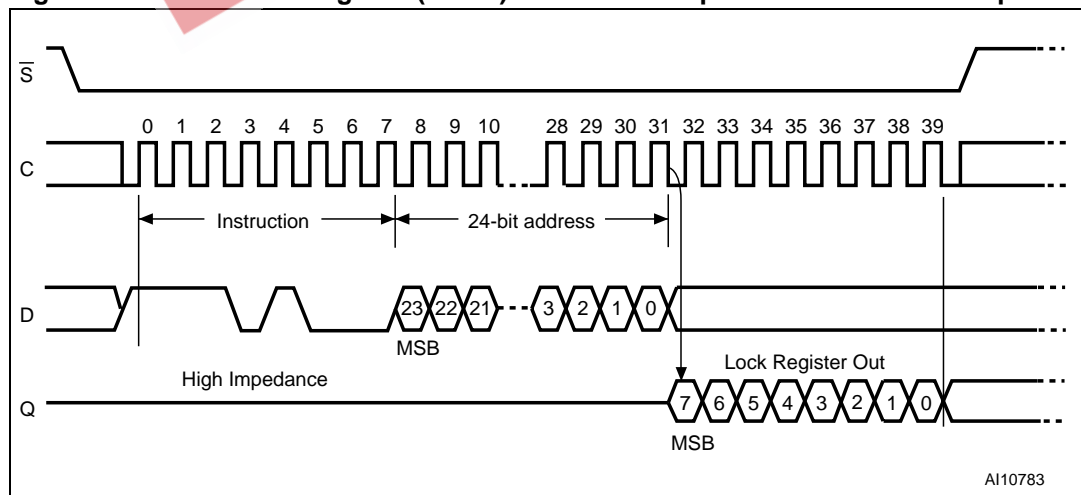 S
0 1 2 3 4 5 6 7 8 9 10 28 29 30 31 32 33 34 35 36 37 38 39
C
Instruction 24-bit address
D
23 22 21 3 2 1 0
MSB
High Impedance
Lock Register Out
Q
7 6 5 4 3 2 1 0
MSB
AI10783